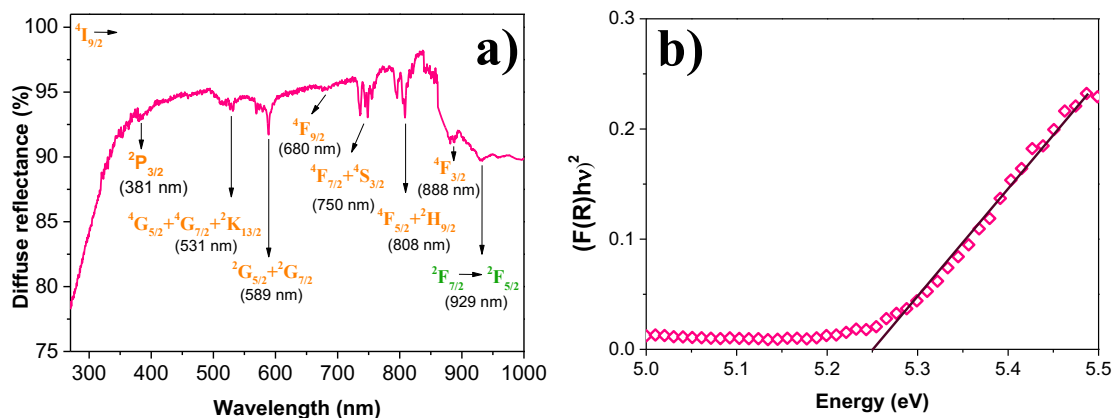 a)
⁴I₉/₂ →
Diffuse reflectance (%)
100
95
90
85
80
75
²P₃/₂
(381 nm)
⁴G₅/₂+⁴G₇/₂+²K₁₃/₂
(531 nm)
²G₅/₂+²G₇/₂
(589 nm)
⁴F₉/₂
(680 nm)
⁴F₇/₂+⁴S₃/₂
(750 nm)
⁴F₅/₂+²H₉/₂
(808 nm)
⁴F₃/₂
(888 nm)
²F₇/₂ → ²F₅/₂
(929 nm)
300 400 500 600 700 800 900 1000
Wavelength (nm)
b)
(F(R)hν)²
0.3
0.2
0.1
0.0
5.0 5.1 5.2 5.3 5.4 5.5
Energy (eV)